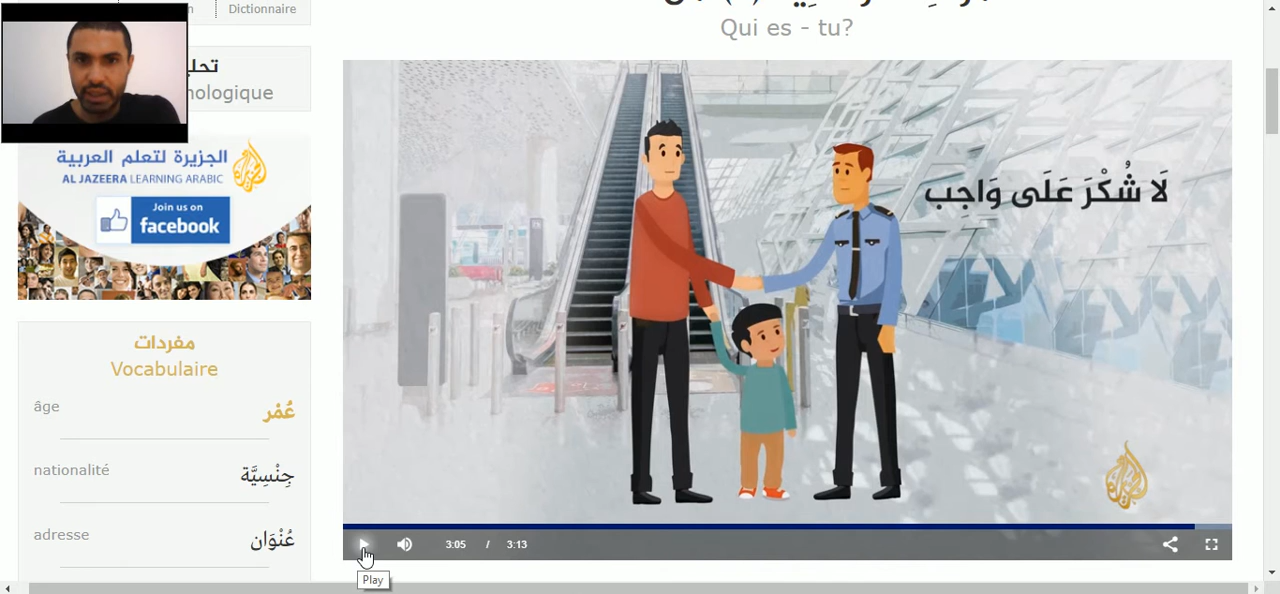 Dictionnaire
Qui es - tu?
nologique
الجزيرة لتعلم العربية
AL JAZEERA LEARNING ARABIC
Join us on
facebook
مفردات
Vocabulaire
âge
عُمْر
nationalité
جِنْسِيَّة
adresse
عُنْوَان
لَا شُكْرَ عَلَى وَاجِب
الجزيرة
3:05 / 3:13
Play